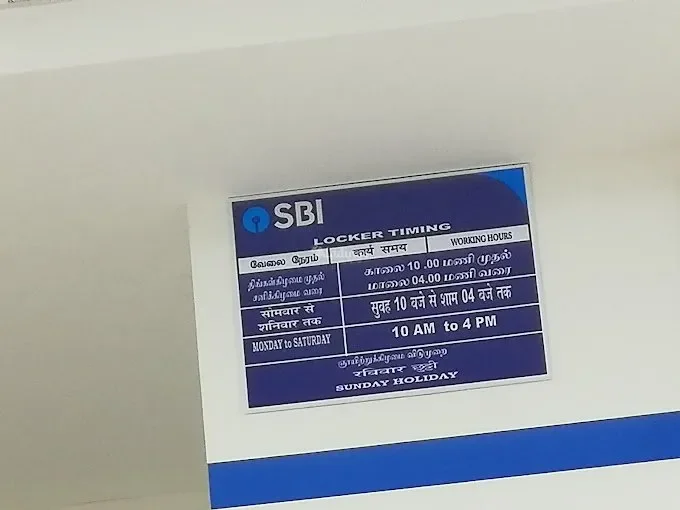 SBI
LOCKER TIMING
வேலை நேரம் कार्य समय WORKING HOURS
திங்கள்கிழமை முதல்
சனிக்கிழமை வரை
காலை 10 .00 மணி முதல்
மாலை 04.00 மணி வரை
सोमवार से
शनिवार तक
सुबह 10 वजे से शाम 04 वजे तक
MONDAY to SATURDAY 10 AM to 4 PM
ஞாயிற்றுக்கிழமை விடுமுறை
रविवार छुट्टी
SUNDAY HOLIDAY